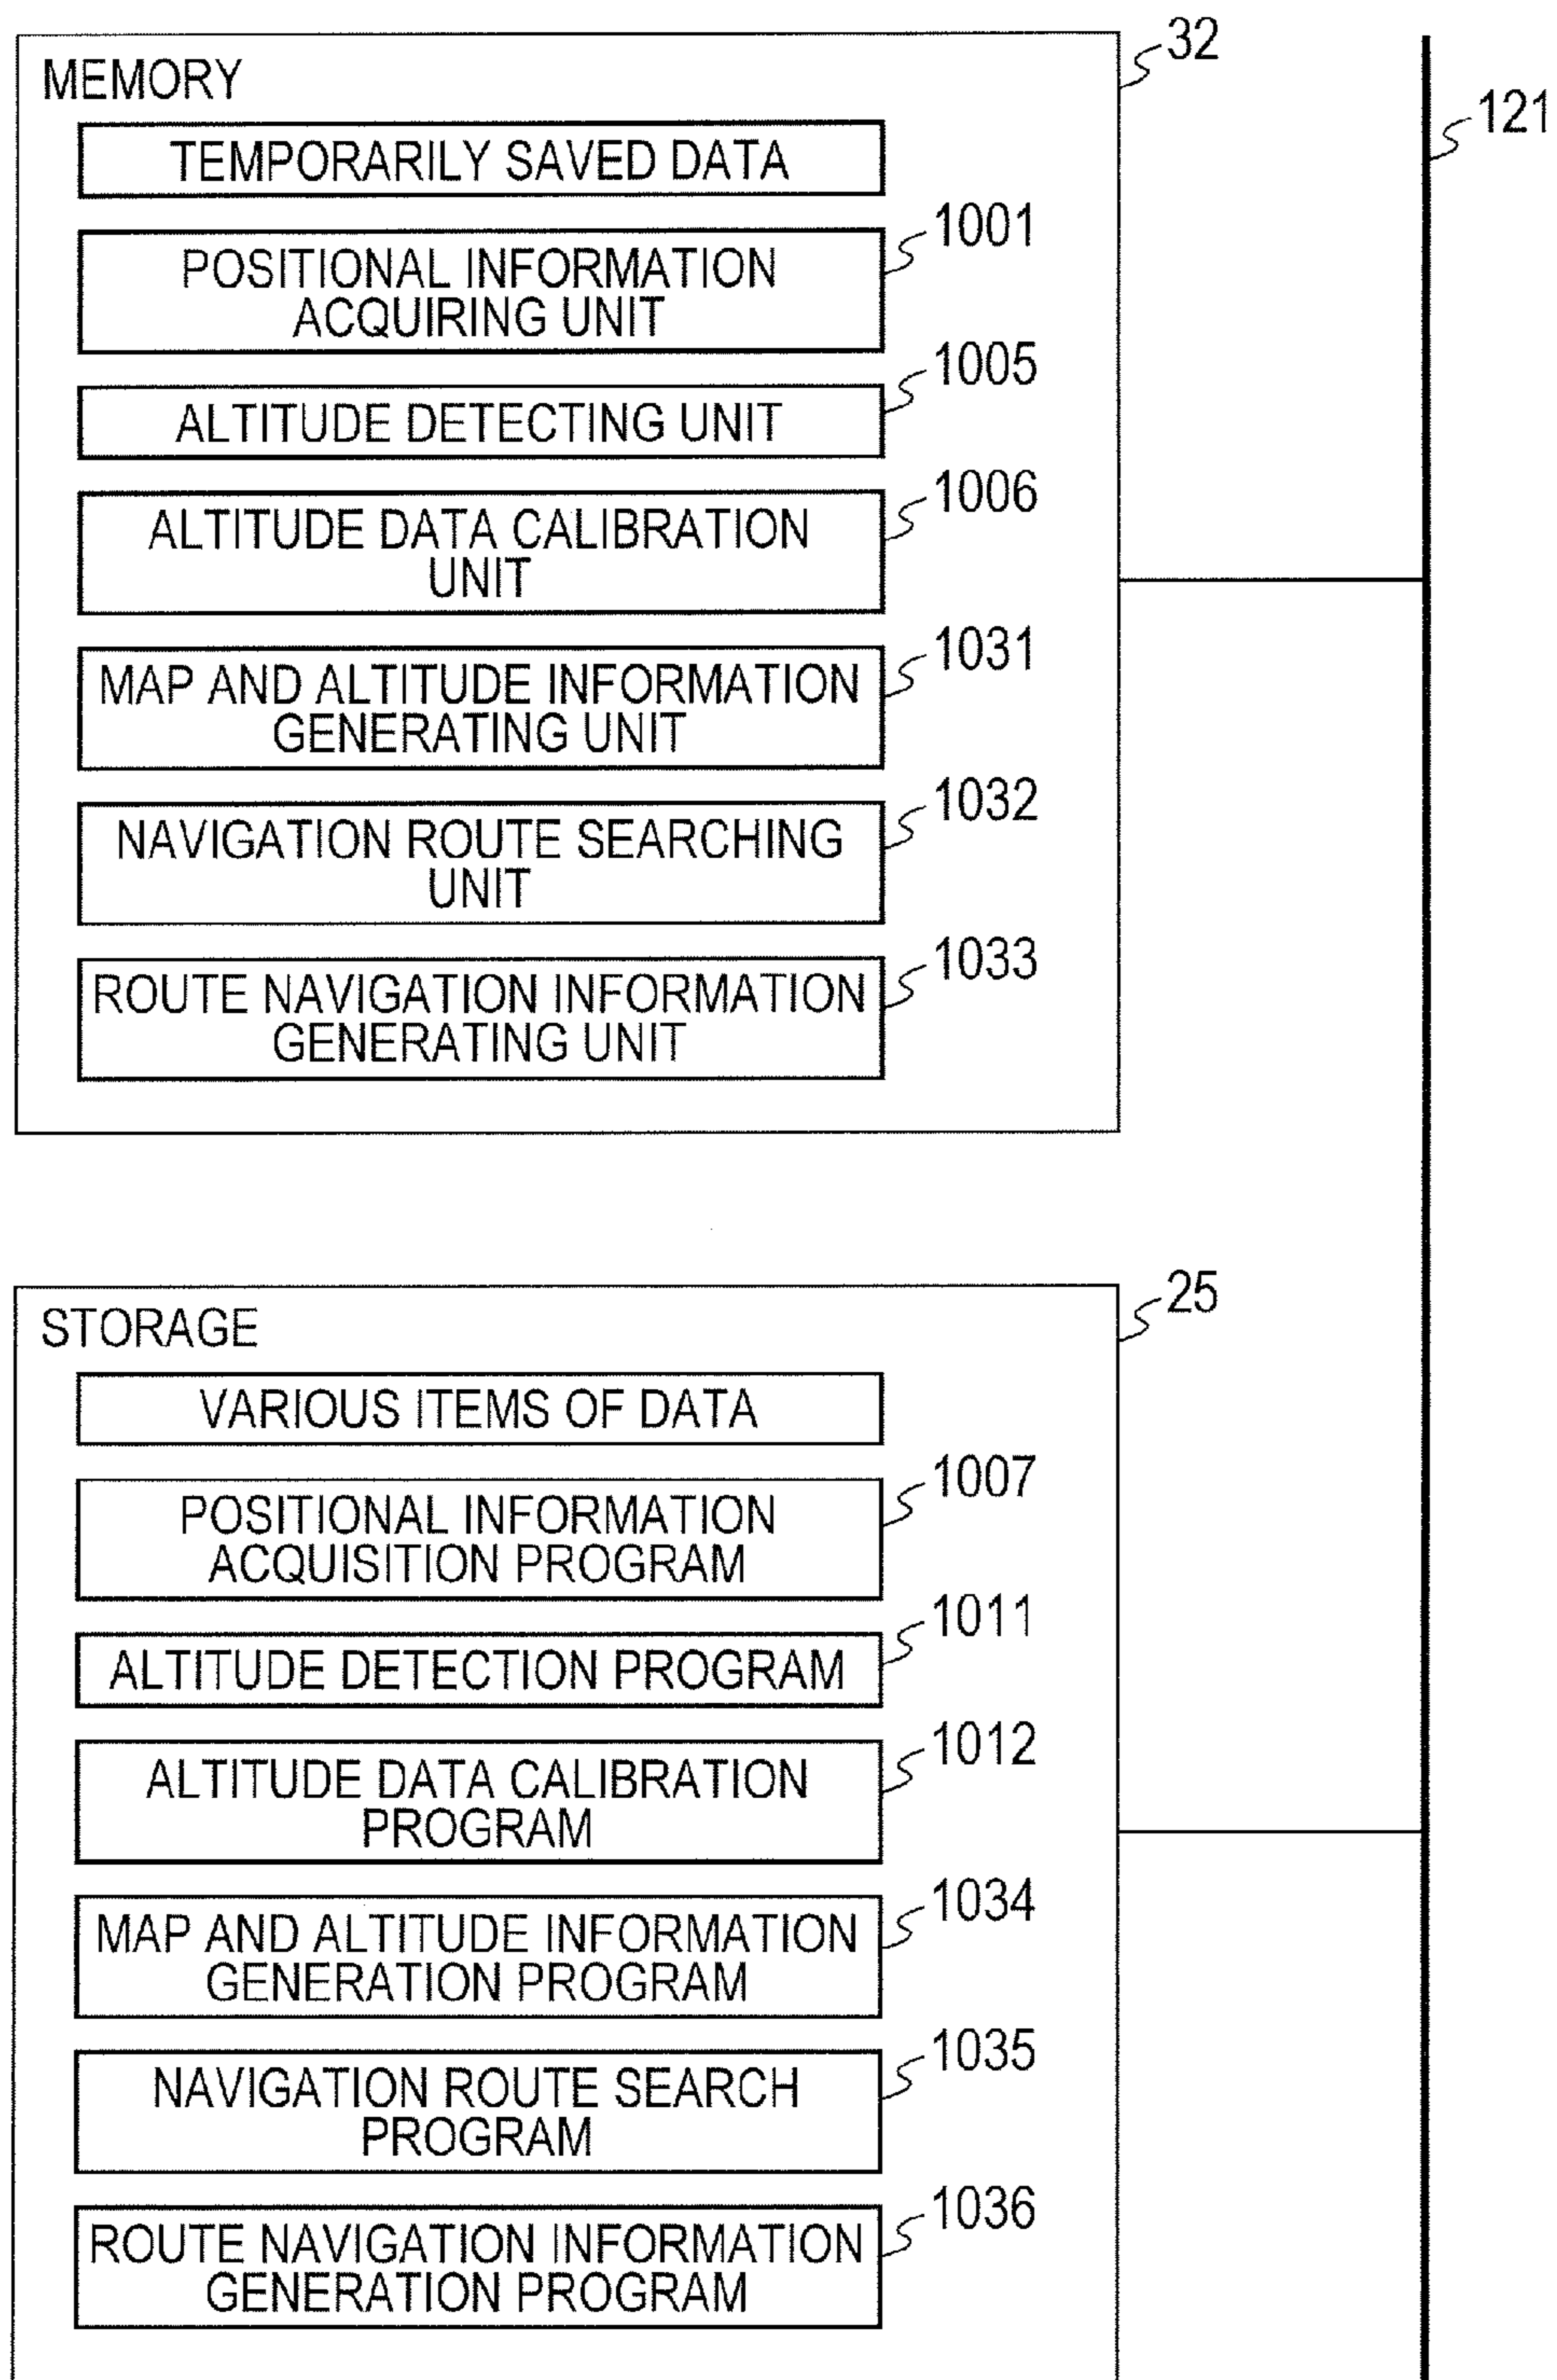 32
MEMORY
121
TEMPORARILY SAVED DATA
1001
POSITIONAL INFORMATION
ACQUIRING UNIT
1005
ALTITUDE DETECTING UNIT
1006
ALTITUDE DATA CALIBRATION
UNIT
1031
MAP AND ALTITUDE INFORMATION
GENERATING UNIT
1032
NAVIGATION ROUTE SEARCHING
UNIT
1033
ROUTE NAVIGATION INFORMATION
GENERATING UNIT
25
STORAGE
VARIOUS ITEMS OF DATA
1007
POSITIONAL INFORMATION
ACQUISITION PROGRAM
1011
ALTITUDE DETECTION PROGRAM
1012
ALTITUDE DATA CALIBRATION
PROGRAM
1034
MAP AND ALTITUDE INFORMATION
GENERATION PROGRAM
1035
NAVIGATION ROUTE SEARCH
PROGRAM
1036
ROUTE NAVIGATION INFORMATION
GENERATION PROGRAM